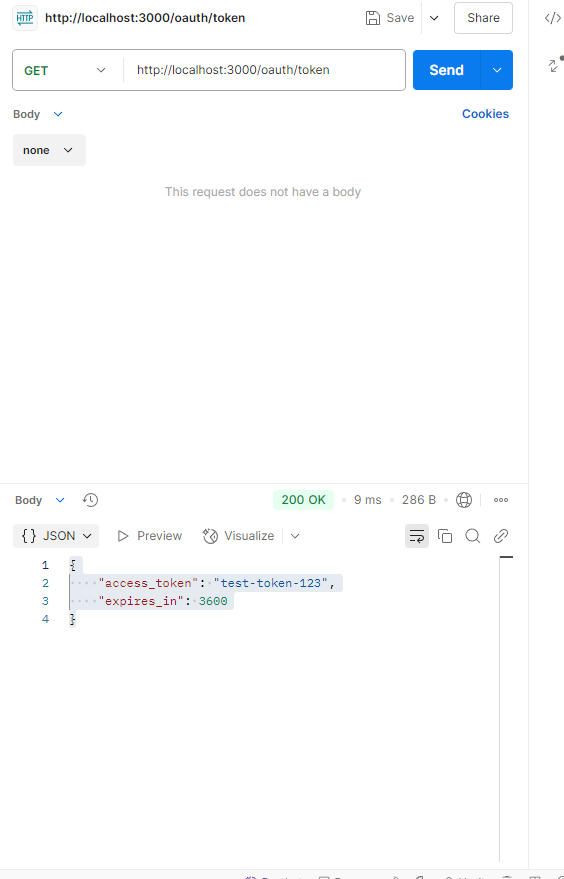 HTTP http://localhost:3000/oauth/token Save Share </>
GET http://localhost:3000/oauth/token Send
Body Cookies
none
This request does not have a body
Body 200 OK • 9 ms • 286 B
{} JSON Preview Visualize
1 {
2 ····"access_token":·"test-token-123",
3 ····"expires_in":·3600
4 }